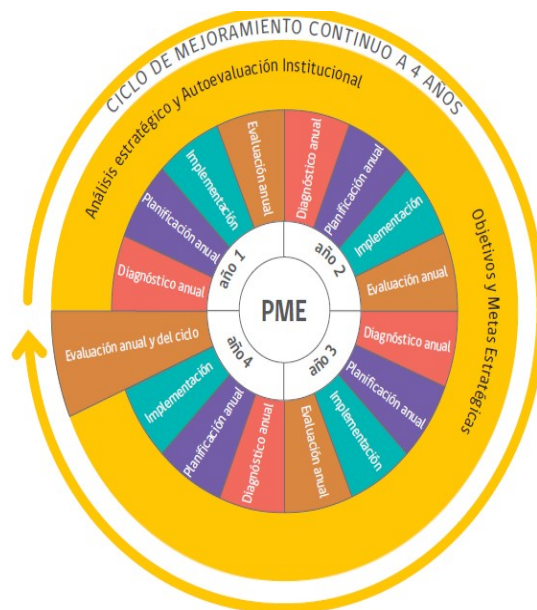 CICLO DE MEJORAMIENTO CONTINUO A 4 AÑOS
Análisis estratégico y Autoevaluación Institucional
Objetivos y Metas Estratégicas
PME
año 1
Diagnóstico anual
Planificación anual
Implementación
Evaluación anual
año 2
Diagnóstico anual
Planificación anual
Implementación
Evaluación anual
año 3
Diagnóstico anual
Planificación anual
Implementación
Evaluación anual
año 4
Diagnóstico anual
Planificación anual
Implementación
Evaluación anual y del ciclo